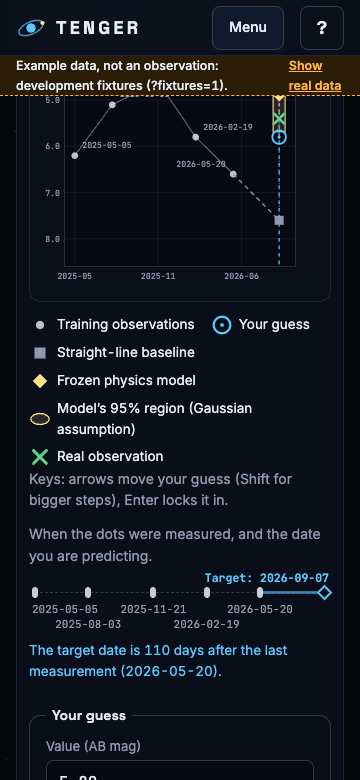 TENGER
Menu
?
Example data, not an observation:
development fixtures (?fixtures=1).
Show
real data
5.0
2026-02-19
2025-05-05
6.0
2026-05-20
7.0
8.0
2025-05
2025-11
2026-06
Training observations
Your guess
Straight-line baseline
Frozen physics model
Model's 95% region (Gaussian
assumption)
Real observation
Keys: arrows move your guess (Shift for
bigger steps), Enter locks it in.
When the dots were measured, and the date
you are predicting.
Target: 2026-09-07
2025-05-05
2025-11-21
2026-05-20
2025-08-03
2026-02-19
The target date is 110 days after the last
measurement (2026-05-20).
Your guess
Value (AB mag)